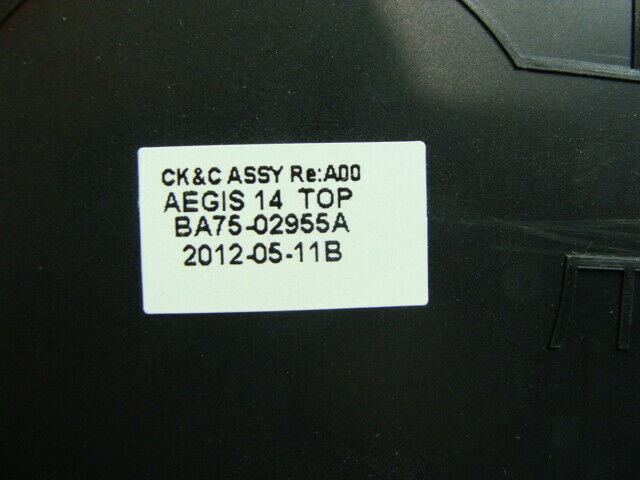 CK&C ASSY Re:A00
AEGIS 14 TOP
BA75-02955A
2012-05-11B